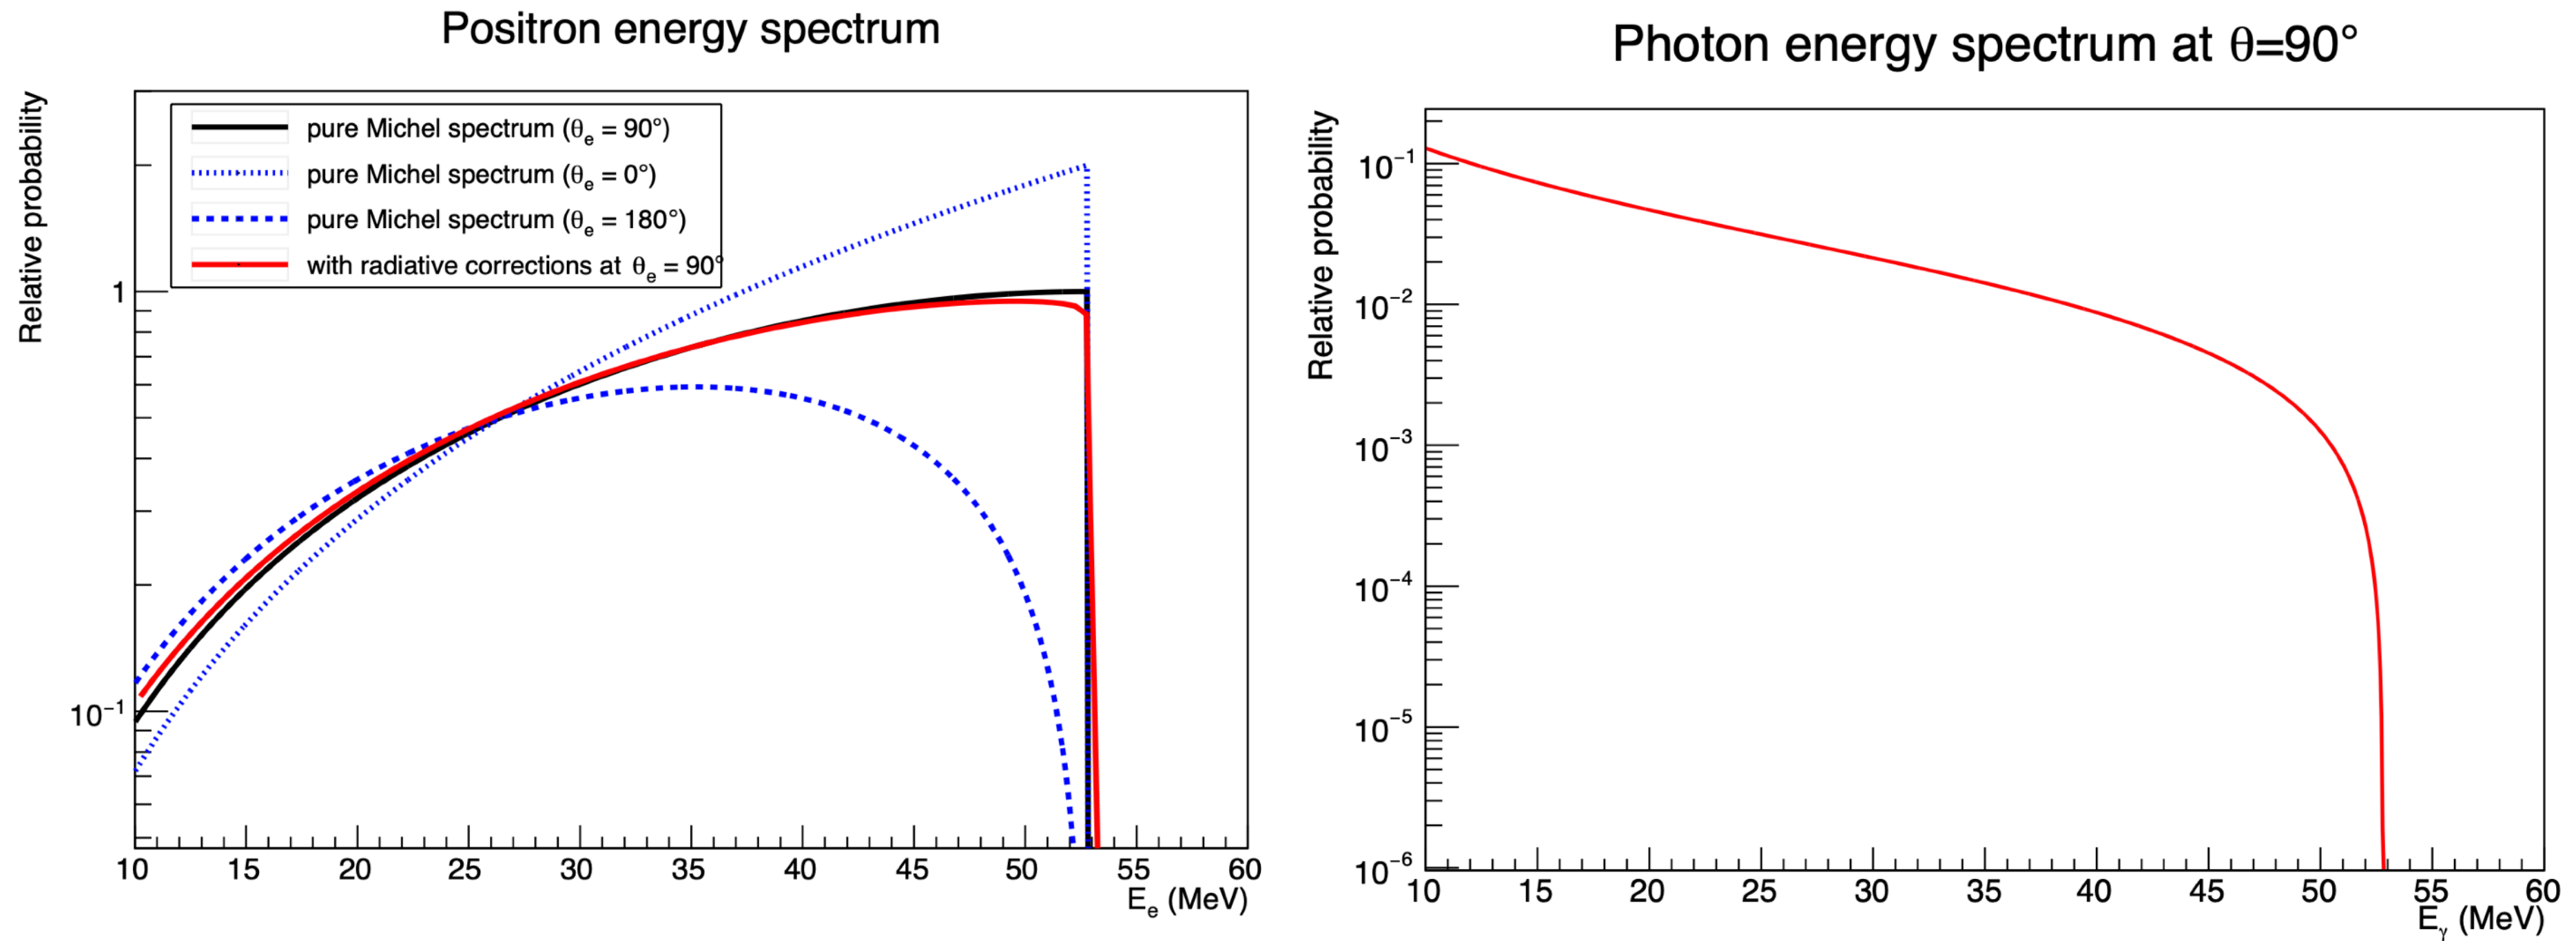 Positron energy spectrum
Relative probability
pure Michel spectrum (θe = 90°)
pure Michel spectrum (θe = 0°)
pure Michel spectrum (θe = 180°)
with radiative corrections at θe = 90°
1
10⁻¹
10 15 20 25 30 35 40 45 50 55 60
Ee (MeV)
Photon energy spectrum at θ=90°
Relative probability
10⁻¹
10⁻²
10⁻³
10⁻⁴
10⁻⁵
10⁻⁶
10 15 20 25 30 35 40 45 50 55 60
Eγ (MeV)